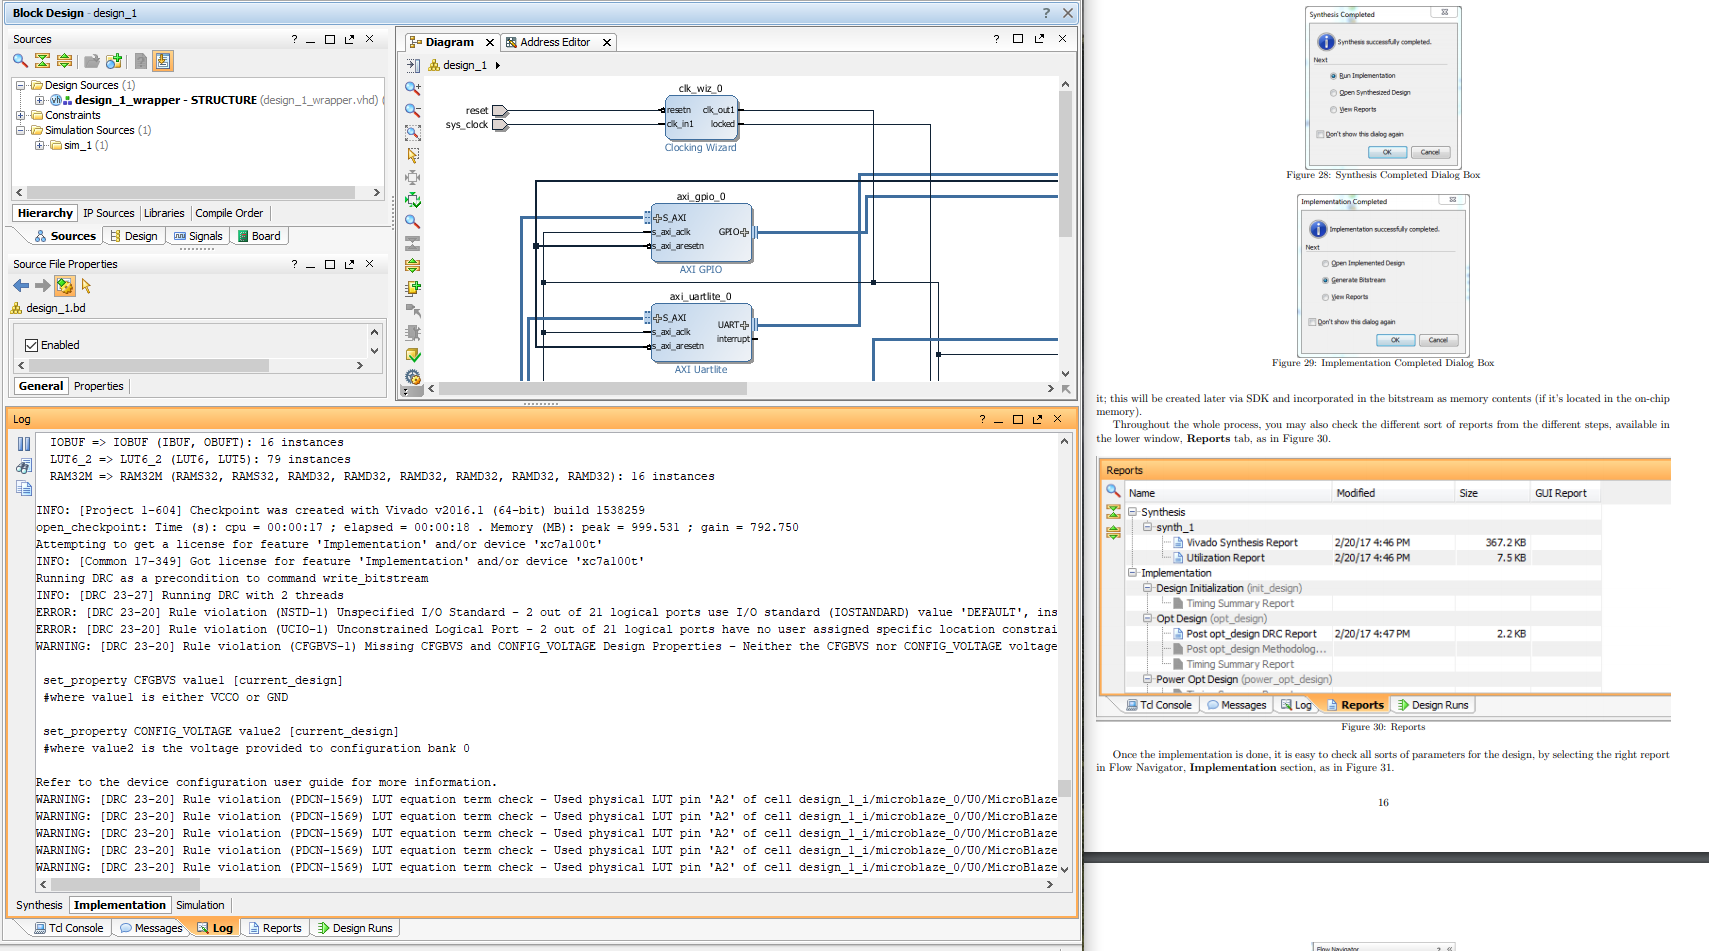 Block Design - design_1
Sources
Design Sources (1)
design_1_wrapper - STRUCTURE (design_1_wrapper.vhd) (
Constraints
Simulation Sources (1)
sim_1 (1)
Hierarchy IP Sources Libraries Compile Order
Sources Design Signals Board
Source File Properties
design_1.bd
Enabled
General Properties
Diagram Address Editor
design_1
reset
sys_clock
clk_wiz_0
resetn clk_out1
clk_in1 locked
Clocking Wizard
axi_gpio_0
S_AXI
s_axi_aclk GPIO
s_axi_aresetn
AXI GPIO
axi_uartlite_0
S_AXI
UART
s_axi_aclk
interrupt
s_axi_aresetn
AXI Uartlite
Log
IOBUF => IOBUF (IBUF, OBUFT): 16 instances
LUT6_2 => LUT6_2 (LUT6, LUT5): 79 instances
RAM32M => RAM32M (RAMS32, RAMS32, RAMD32, RAMD32, RAMD32, RAMD32, RAMD32, RAMD32): 16 instances
INFO: [Project 1-604] Checkpoint was created with Vivado v2016.1 (64-bit) build 1538259
open_checkpoint: Time (s): cpu = 00:00:17 ; elapsed = 00:00:18 . Memory (MB): peak = 999.531 ; gain = 792.750
Attempting to get a license for feature 'Implementation' and/or device 'xc7a100t'
INFO: [Common 17-349] Got license for feature 'Implementation' and/or device 'xc7a100t'
Running DRC as a precondition to command write_bitstream
INFO: [DRC 23-27] Running DRC with 2 threads
ERROR: [DRC 23-20] Rule violation (NSTD-1) Unspecified I/O Standard - 2 out of 21 logical ports use I/O standard (IOSTANDARD) value 'DEFAULT', ins
ERROR: [DRC 23-20] Rule violation (UCIO-1) Unconstrained Logical Port - 2 out of 21 logical ports have no user assigned specific location constrai
WARNING: [DRC 23-20] Rule violation (CFGBVS-1) Missing CFGBVS and CONFIG_VOLTAGE Design Properties - Neither the CFGBVS nor CONFIG_VOLTAGE voltage
set_property CFGBVS value1 [current_design]
#where value1 is either VCCO or GND
set_property CONFIG_VOLTAGE value2 [current_design]
#where value2 is the voltage provided to configuration bank 0
Refer to the device configuration user guide for more information.
WARNING: [DRC 23-20] Rule violation (PDCN-1569) LUT equation term check - Used physical LUT pin 'A2' of cell design_1_i/microblaze_0/U0/MicroBlaze
WARNING: [DRC 23-20] Rule violation (PDCN-1569) LUT equation term check - Used physical LUT pin 'A2' of cell design_1_i/microblaze_0/U0/MicroBlaze
WARNING: [DRC 23-20] Rule violation (PDCN-1569) LUT equation term check - Used physical LUT pin 'A2' of cell design_1_i/microblaze_0/U0/MicroBlaze
WARNING: [DRC 23-20] Rule violation (PDCN-1569) LUT equation term check - Used physical LUT pin 'A2' of cell design_1_i/microblaze_0/U0/MicroBlaze
WARNING: [DRC 23-20] Rule violation (PDCN-1569) LUT equation term check - Used physical LUT pin 'A2' of cell design_1_i/microblaze_0/U0/MicroBlaze
Synthesis Implementation Simulation
Tcl Console Messages Log Reports Design Runs
Synthesis Completed
Synthesis successfully completed.
Next
Run Implementation
Open Synthesized Design
View Reports
Don't show this dialog again
OK Cancel
Figure 28: Synthesis Completed Dialog Box
Implementation Completed
Implementation successfully completed.
Next
Open Implemented Design
Generate Bitstream
View Reports
Don't show this dialog again
OK Cancel
Figure 29: Implementation Completed Dialog Box
it; this will be created later via SDK and incorporated in the bitstream as memory contents (if it's located in the on-chip
memory).
Throughout the whole process, you may also check the different sort of reports from the different steps, available in
the lower window, Reports tab, as in Figure 30.
Reports
Name Modified Size GUI Report
Synthesis
synth_1
Vivado Synthesis Report 2/20/17 4:46 PM 367.2 KB
Utilization Report 2/20/17 4:46 PM 7.5 KB
Implementation
Design Initialization (init_design)
Timing Summary Report
Opt Design (opt_design)
Post opt_design DRC Report 2/20/17 4:47 PM 2.2 KB
Post opt_design Methodolog...
Timing Summary Report
Power Opt Design (power_opt_design)
Tcl Console Messages Log Reports Design Runs
Figure 30: Reports
Once the implementation is done, it is easy to check all sorts of parameters for the design, by selecting the right report
in Flow Navigator, Implementation section, as in Figure 31.
16
Flow Navigator